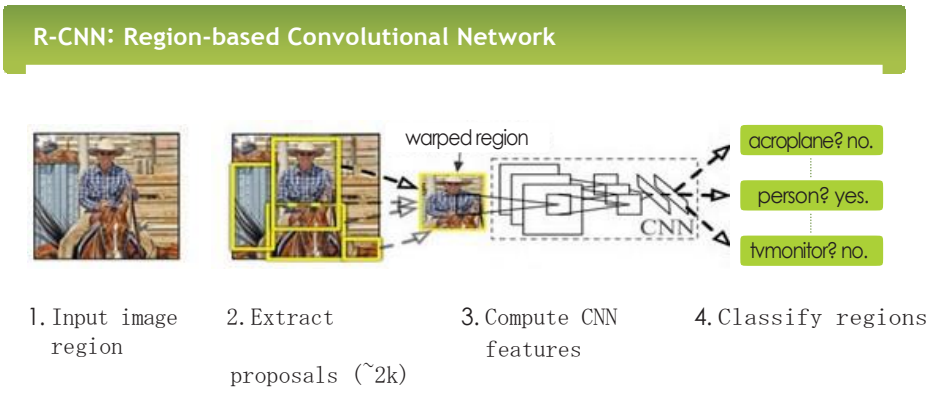 R-CNN: Region-based Convolutional Network
warped region
acroplane? no.
person? yes.
CNN
tvmonitor? no.
1. Input image
region
2. Extract
proposals (~2k)
3. Compute CNN
features
4. Classify regions